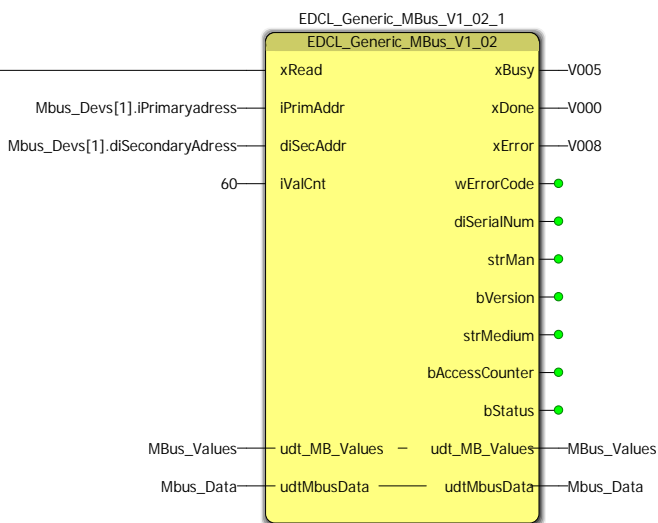 EDCL_Generic_MBus_V1_02_1
EDCL_Generic_MBus_V1_02
xRead xBusy V005
Mbus_Devs[1].iPrimaryadress iPrimAddr xDone V000
Mbus_Devs[1].diSecondaryAdress diSecAddr xError V008
60 iValCnt wErrorCode
diSerialNum
strMan
bVersion
strMedium
bAccessCounter
bStatus
MBus_Values udt_MB_Values udt_MB_Values MBus_Values
Mbus_Data udtMbusData udtMbusData Mbus_Data